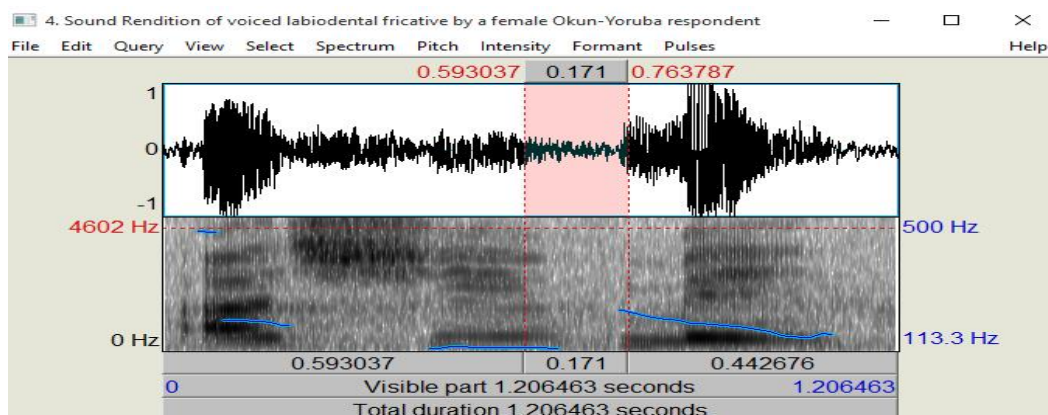 4. Sound Rendition of voiced labiodental fricative by a female Okun-Yoruba respondent
File Edit Query View Select Spectrum Pitch Intensity Formant Pulses Help
0.593037 0.171 0.763787
1
0
-1
4602 Hz 500 Hz
0 Hz 113.3 Hz
0.593037 0.171 0.442676
0 Visible part 1.206463 seconds 1.206463
Total duration 1.206463 seconds